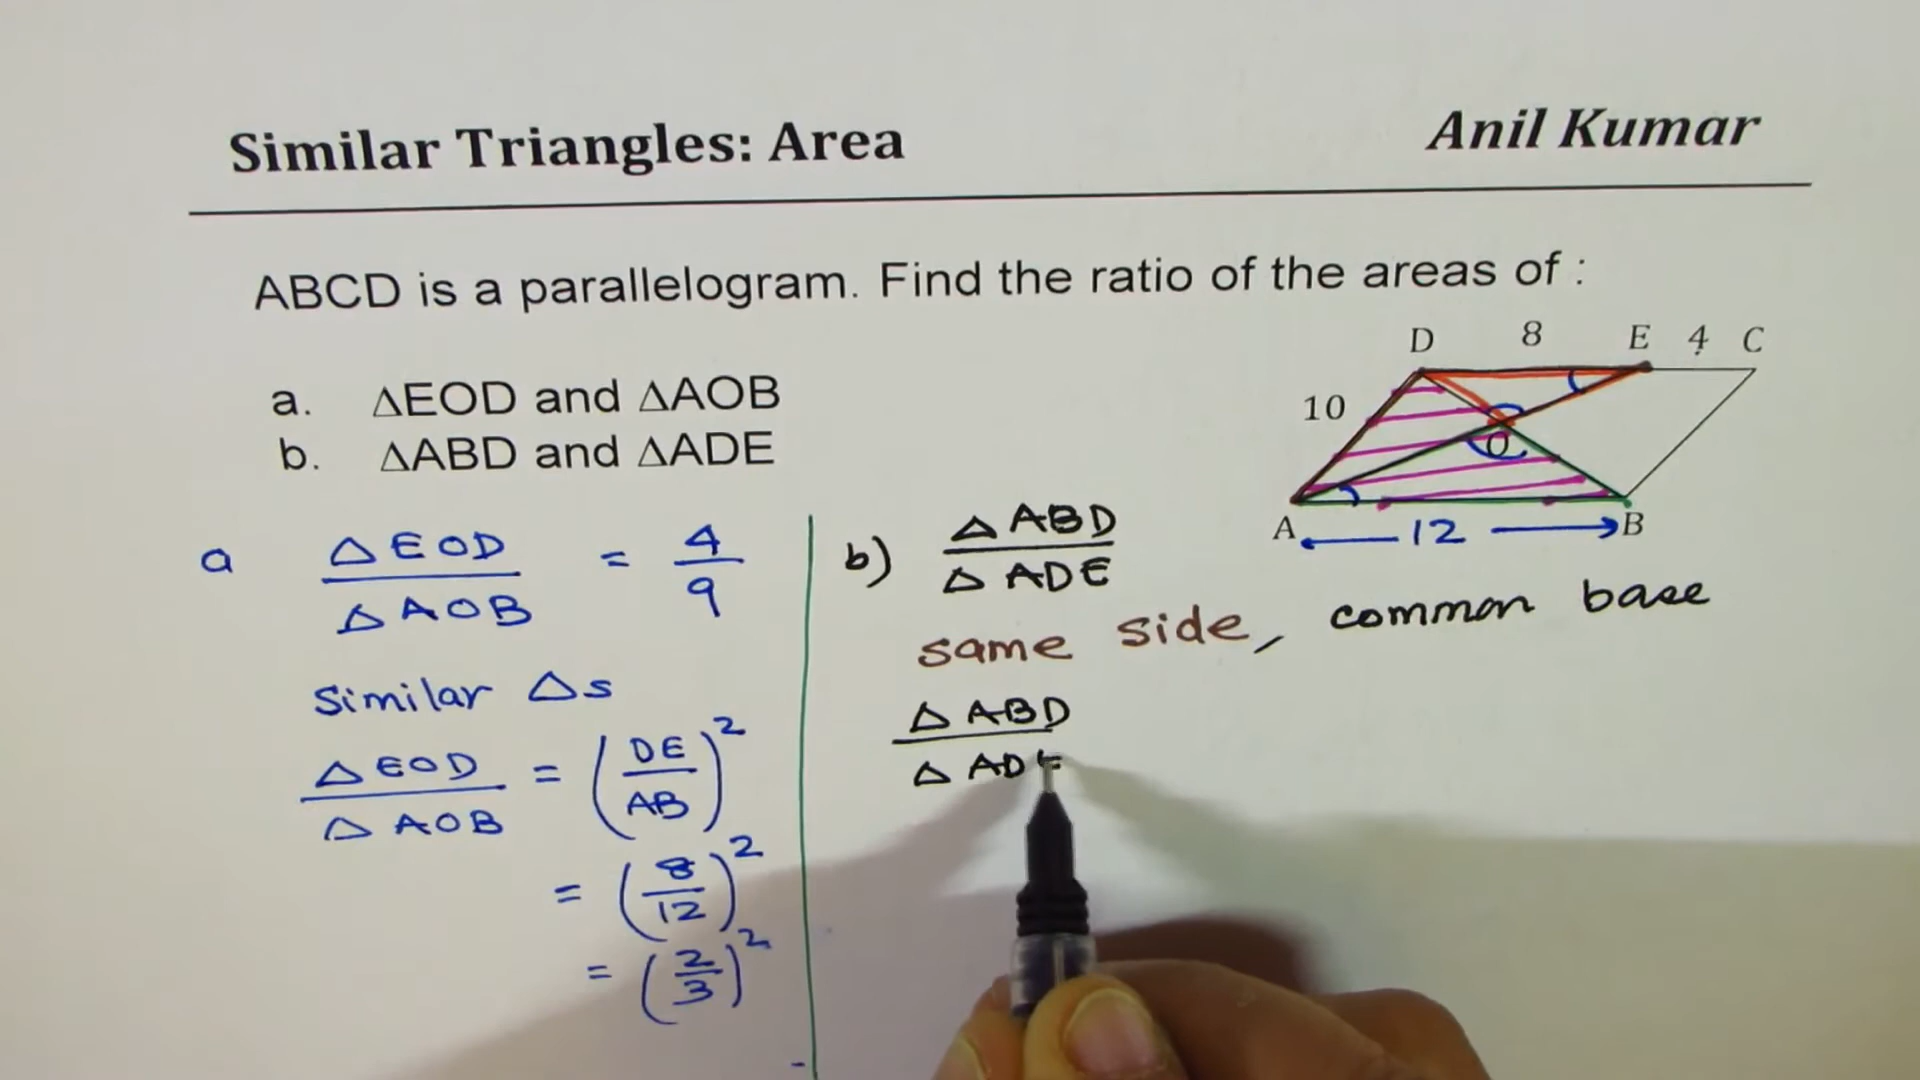 Similar Triangles: Area
Anil Kumar
ABCD is a parallelogram. Find the ratio of the areas of :
a. ΔEOD and ΔAOB
b. ΔABD and ΔADE
D 8 E 4 C
10
O
A 12 B
a ΔEOD / ΔAOB = 4/9
Similar Δs
ΔEOD / ΔAOB = (DE/AB)²
= (8/12)²
= (2/3)²
b) ΔABD / ΔADE
same side, common base
ΔABD / ΔADE